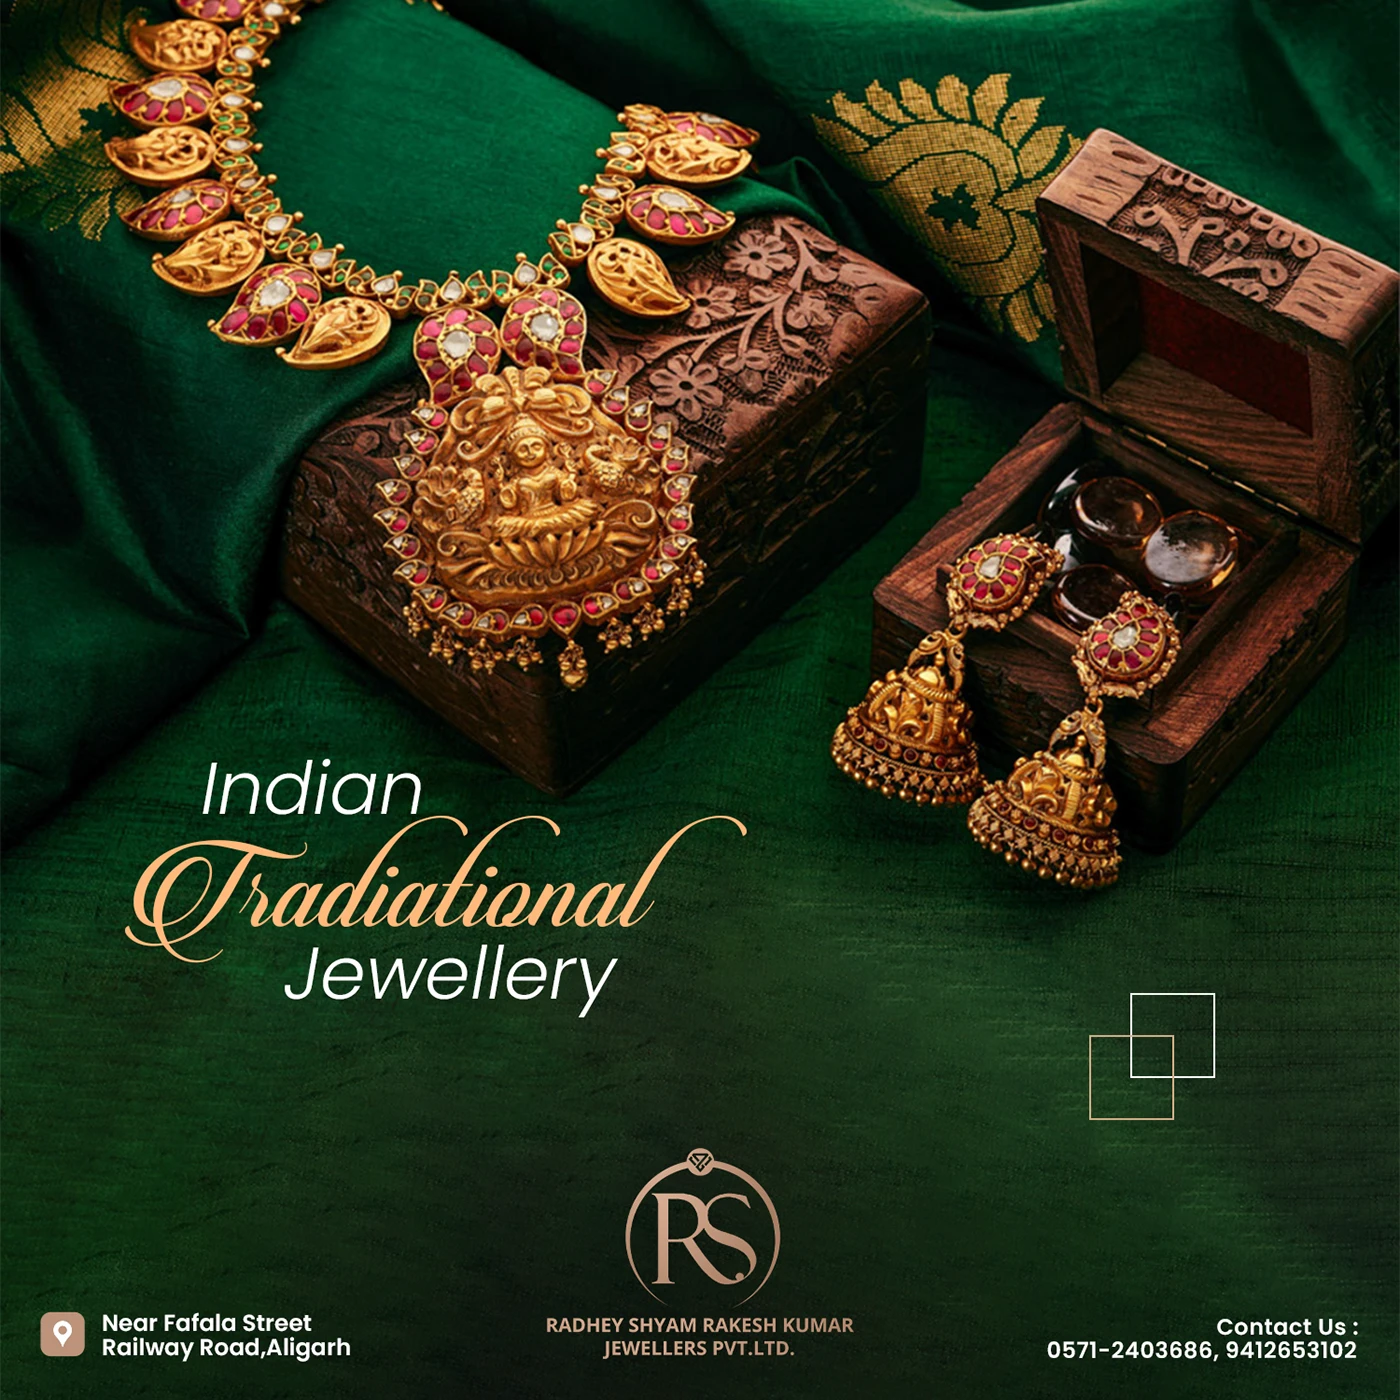 Indian
Tradiational
Jewellery
RS
RADHEY SHYAM RAKESH KUMAR
JEWELLERS PVT.LTD.
Near Fafala Street
Railway Road,Aligarh
Contact Us :
0571-2403686, 9412653102